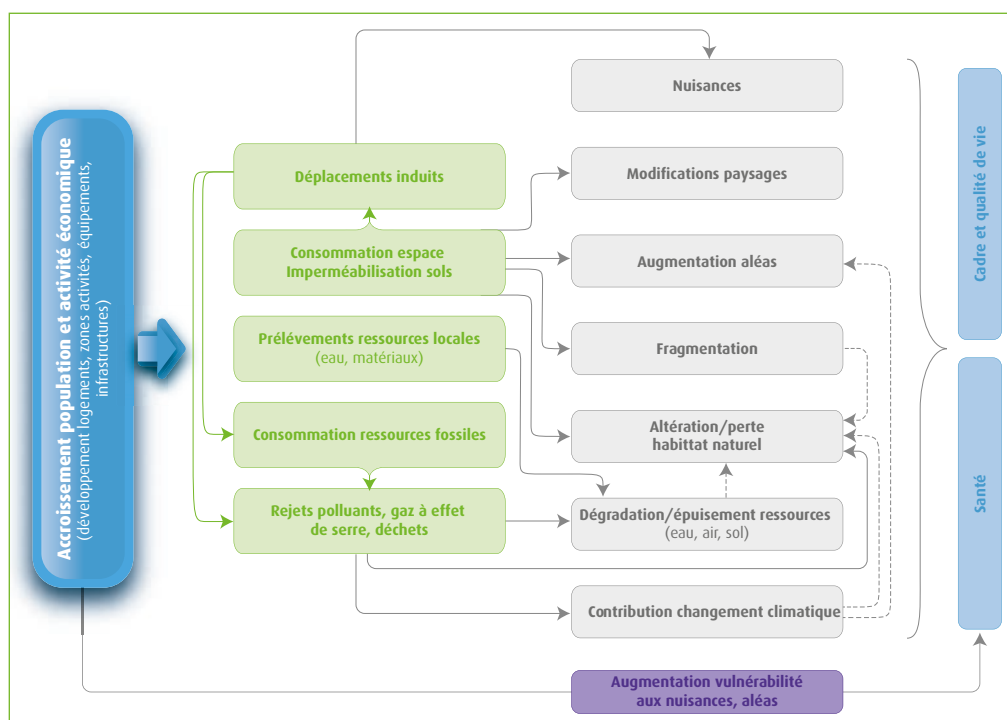 Accroissement population et activité économique
(développement logements, zones activités, équipements,
infrastructures)
Déplacements induits
Consommation espace
Imperméabilisation sols
Prélévements ressources locales
(eau, matériaux)
Consommation ressources fossiles
Rejets polluants, gaz à effet
de serre, déchets
Nuisances
Modifications paysages
Augmentation aléas
Fragmentation
Altération/perte
habittat naturel
Dégradation/épuisement ressources
(eau, air, sol)
Contribution changement climatique
Augmentation vulnérabilité
aux nuisances, aléas
Cadre et qualité de vie
Santé